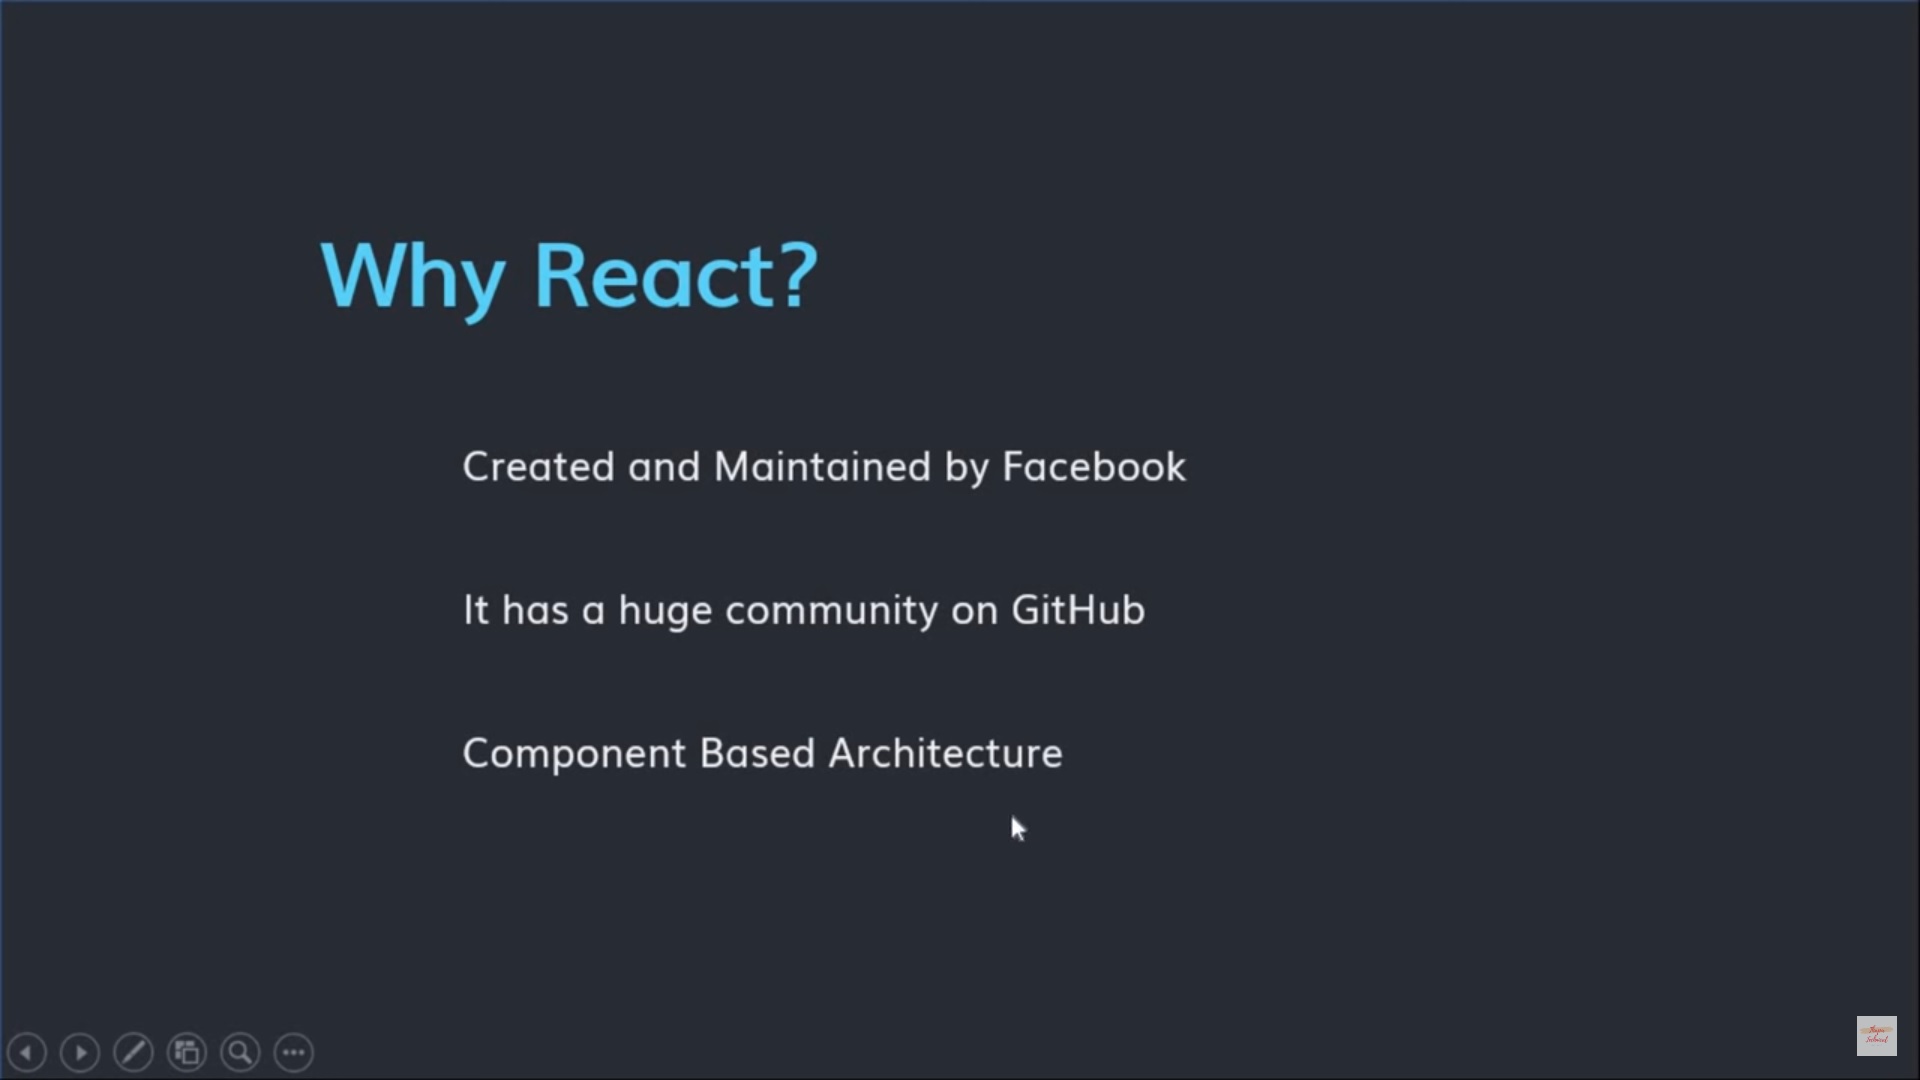 Why React?
Created and Maintained by Facebook
It has a huge community on GitHub
Component Based Architecture